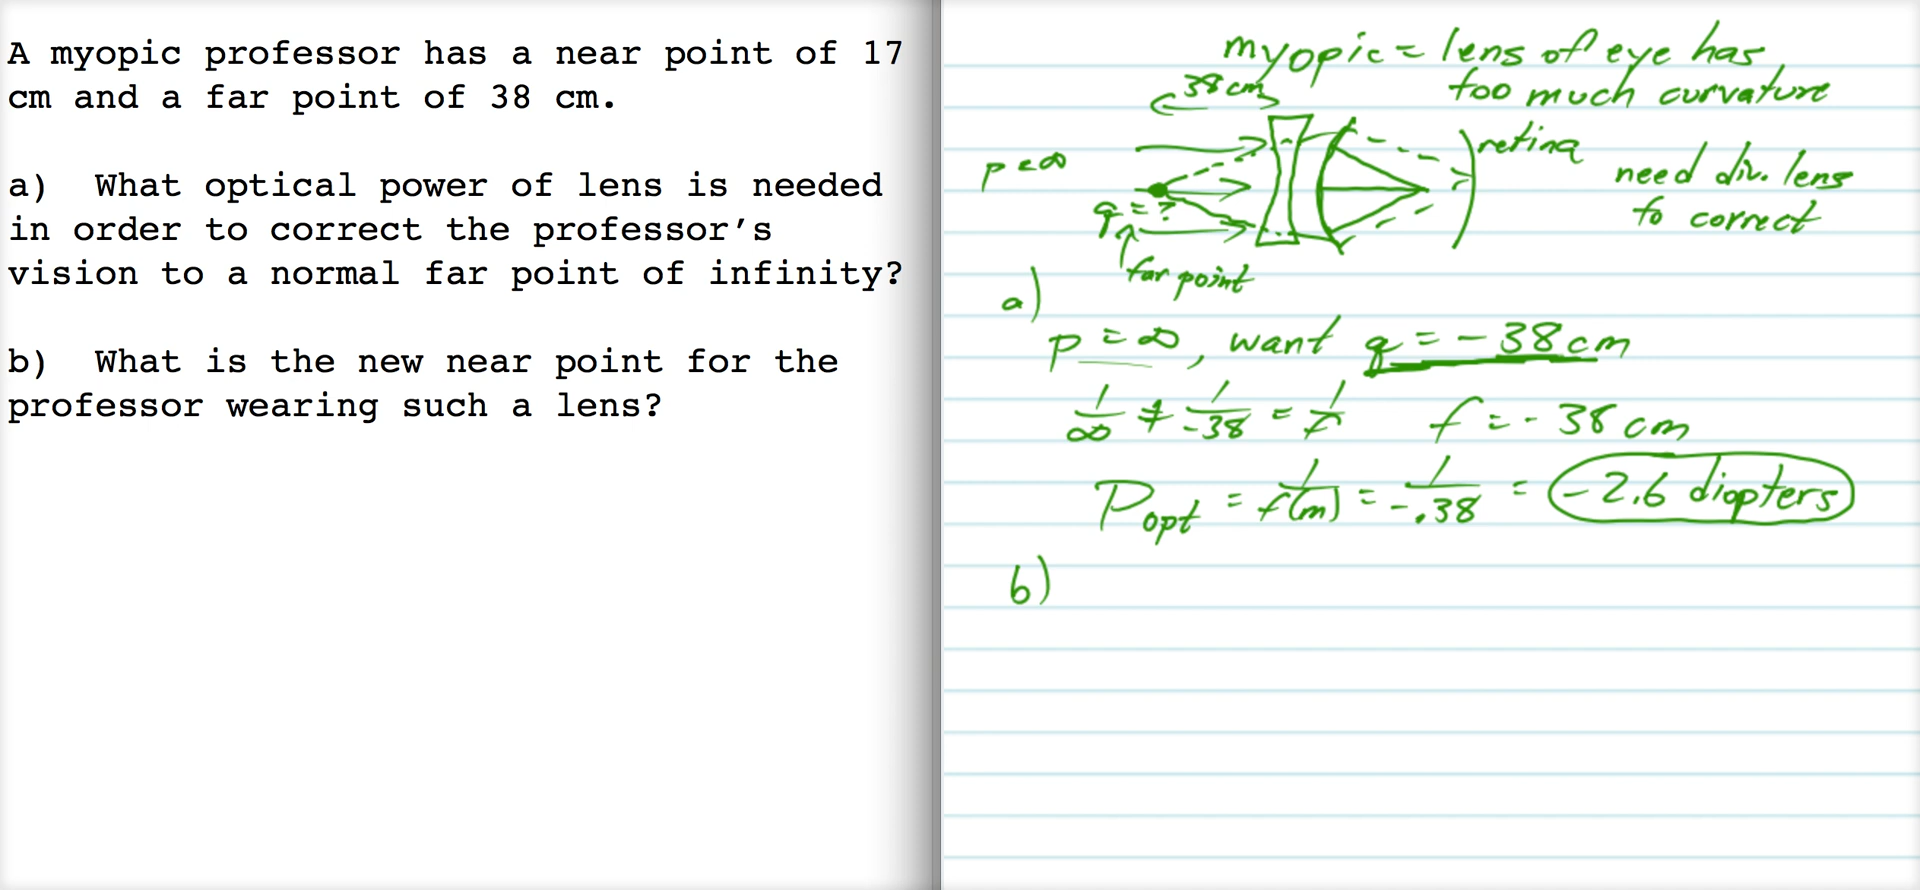 A myopic professor has a near point of 17
cm and a far point of 38 cm.
a) What optical power of lens is needed
in order to correct the professor's
vision to a normal far point of infinity?
b) What is the new near point for the
professor wearing such a lens?
myopic = lens of eye has
too much curvature
38 cm
p = ∞
retina
need div. lens
to correct
q = ?
far point
a)
p = ∞, want q = - 38 cm
1/∞ + 1/-38 = 1/f f = - 38 cm
P opt = 1/f(m) = 1/-.38 = -2.6 diopters
b)